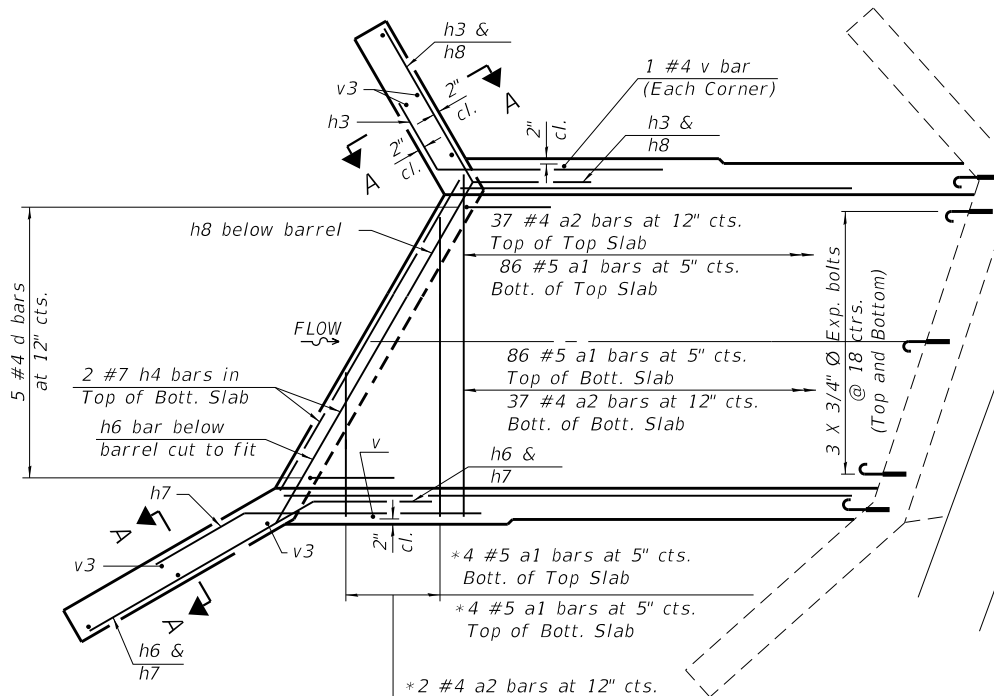 h3 &
h8
v3
h3
2"
cl.
2"
cl.
A
A
1 #4 v bar
(Each Corner)
2"
cl.
h3 &
h8
h8 below barrel
37 #4 a2 bars at 12" cts.
Top of Top Slab
86 #5 a1 bars at 5" cts.
Bott. of Top Slab
5 #4 d bars
at 12" cts.
FLOW
86 #5 a1 bars at 5" cts.
Top of Bott. Slab
37 #4 a2 bars at 12" cts.
Bott. of Bott. Slab
3 X 3/4" Ø Exp. bolts
@ 18 ctrs.
(Top and Bottom)
2 #7 h4 bars in
Top of Bott. Slab
h6 bar below
barrel cut to fit
v
h6 &
h7
h7
A
v3
v3
2"
cl.
A
*4 #5 a1 bars at 5" cts.
Bott. of Top Slab
*4 #5 a1 bars at 5" cts.
Top of Bott. Slab
h6 &
h7
*2 #4 a2 bars at 12" cts.